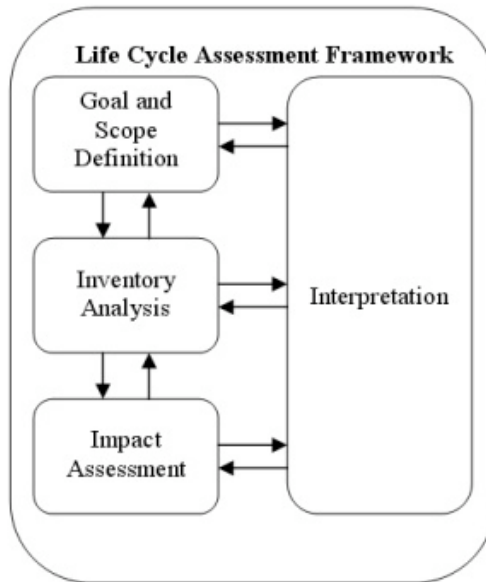 Life Cycle Assessment Framework
Goal and
Scope
Definition
Inventory
Analysis
Interpretation
Impact
Assessment